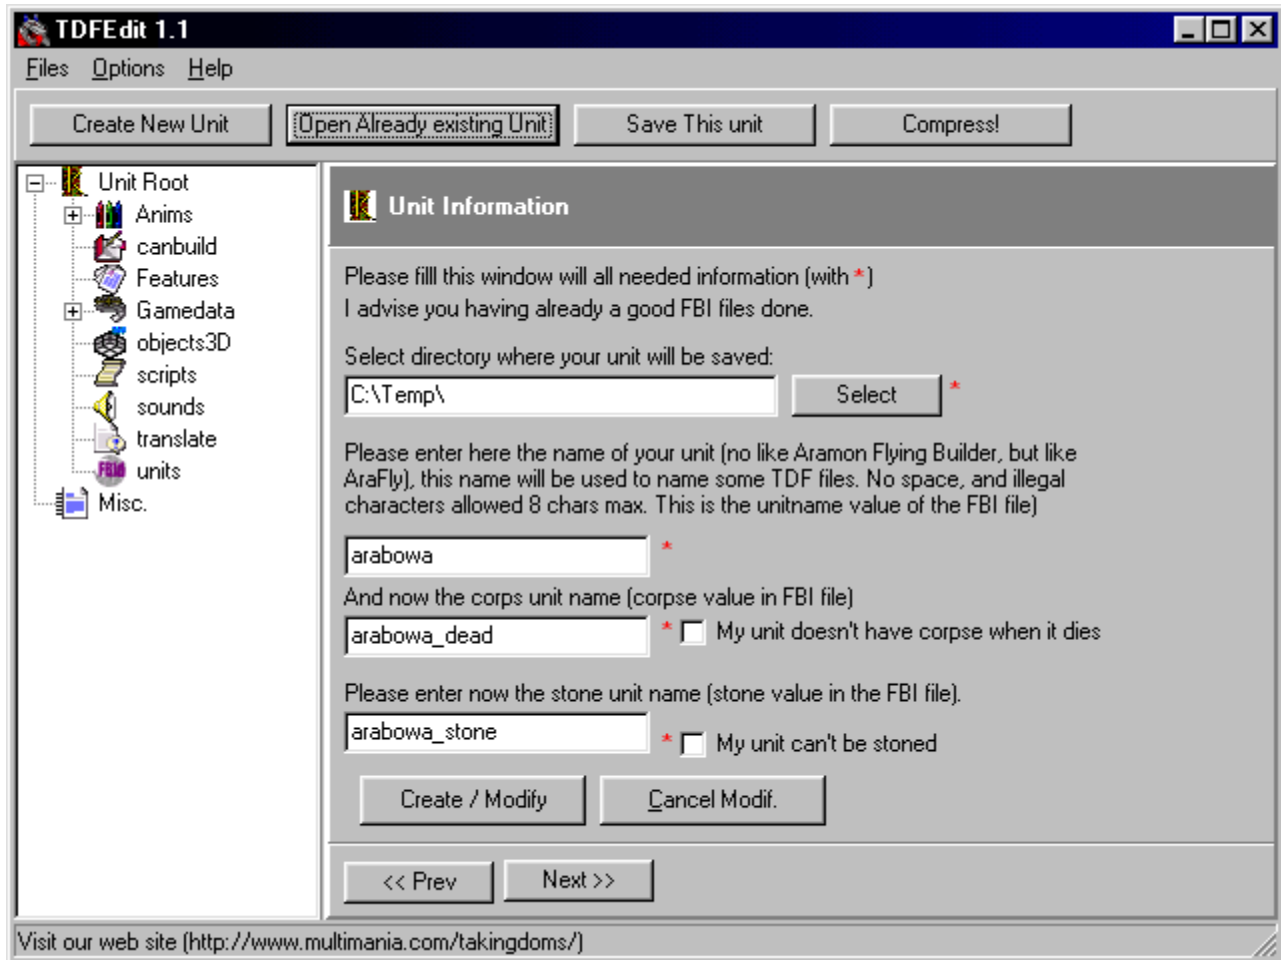 TDFEdit 1.1
Files Options Help
Create New Unit
Open Already existing Unit
Save This unit
Compress!
Unit Root
Anims
canbuild
Features
Gamedata
objects3D
scripts
sounds
translate
units
Misc.
Unit Information
Please filll this window will all needed information (with *)
I advise you having already a good FBI files done.
Select directory where your unit will be saved:
C:\Temp\
Select *
Please enter here the name of your unit (no like Aramon Flying Builder, but like
AraFly), this name will be used to name some TDF files. No space, and illegal
characters allowed 8 chars max. This is the unitname value of the FBI file)
arabowa *
And now the corps unit name (corpse value in FBI file)
arabowa_dead * My unit doesn't have corpse when it dies
Please enter now the stone unit name (stone value in the FBI file).
arabowa_stone * My unit can't be stoned
Create / Modify
Cancel Modif.
<< Prev
Next >>
Visit our web site (http://www.multimania.com/takingdoms/)